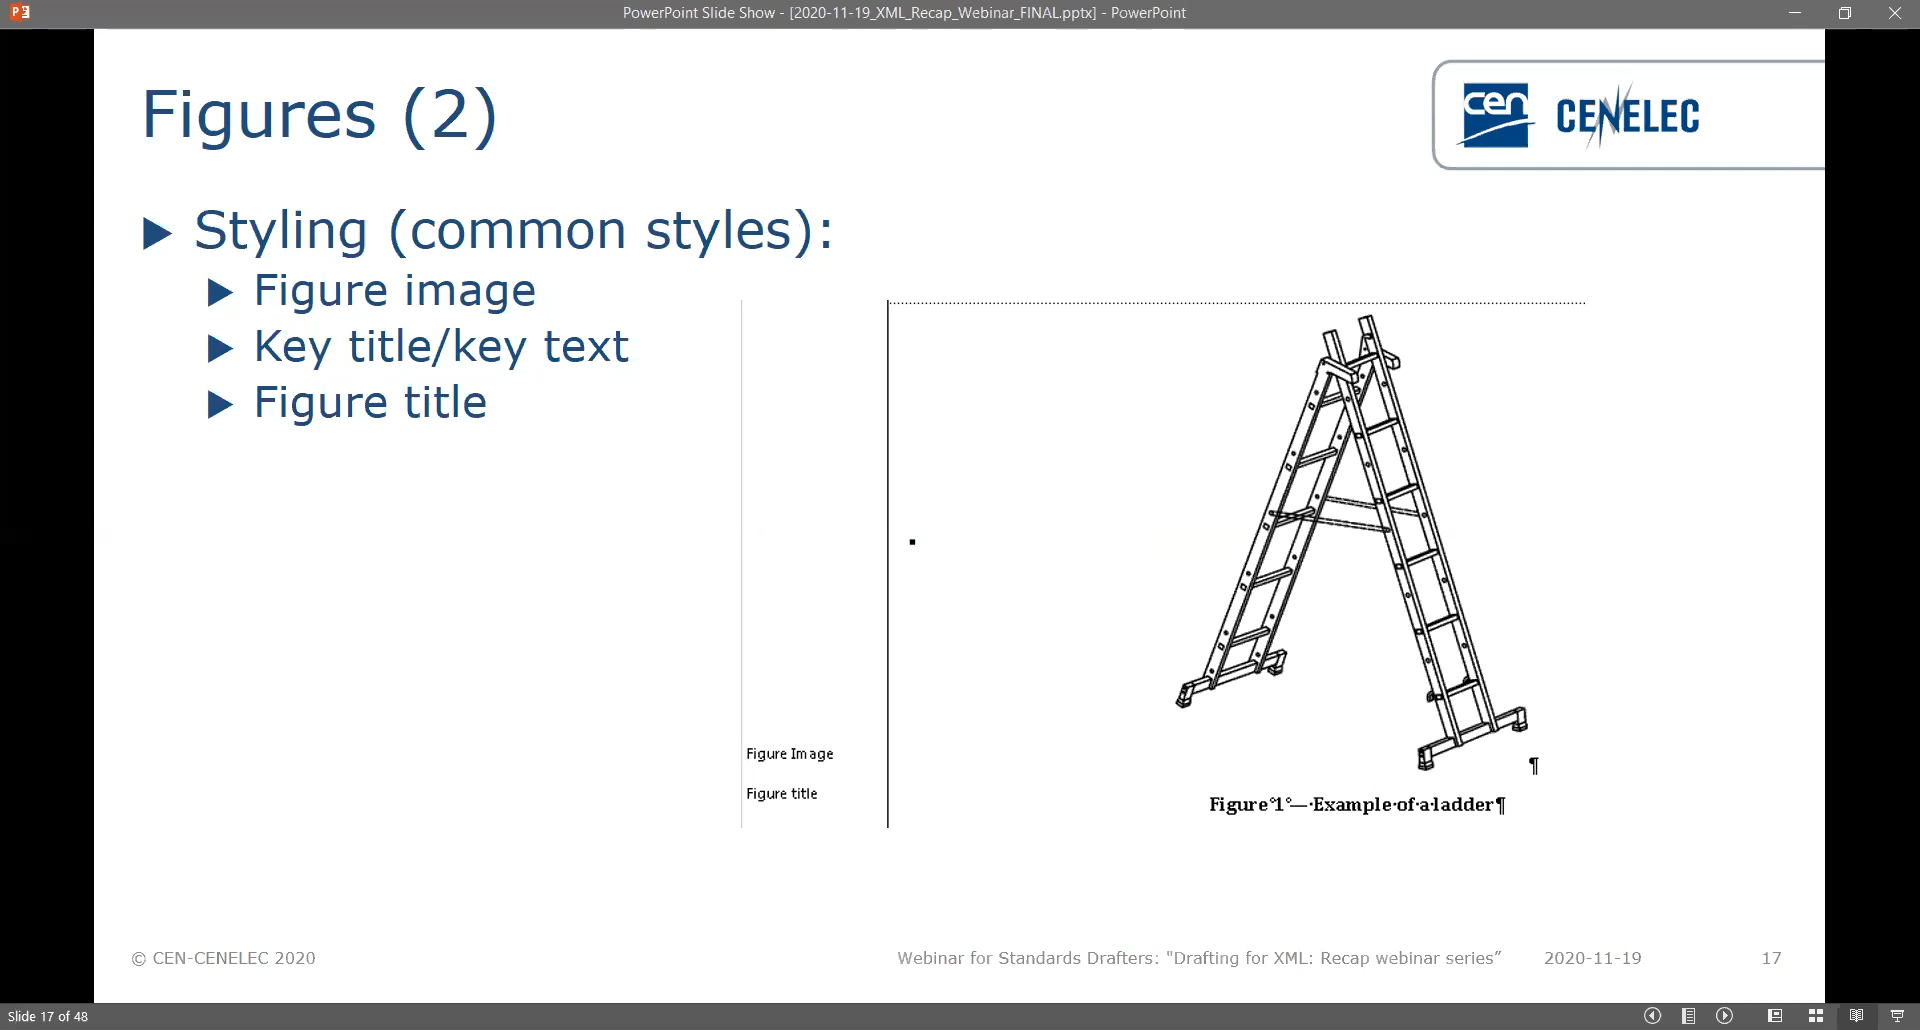 PowerPoint Slide Show - [2020-11-19_XML_Recap_Webinar_FINAL.pptx] - PowerPoint
Figures (2)
cen CENELEC
Styling (common styles):
Figure image
Key title/key text
Figure title
Figure Image
¶
Figure title
Figure°1°—·Example·of·a·ladder¶
© CEN-CENELEC 2020
Webinar for Standards Drafters: "Drafting for XML: Recap webinar series”
2020-11-19
17
Slide 17 of 48